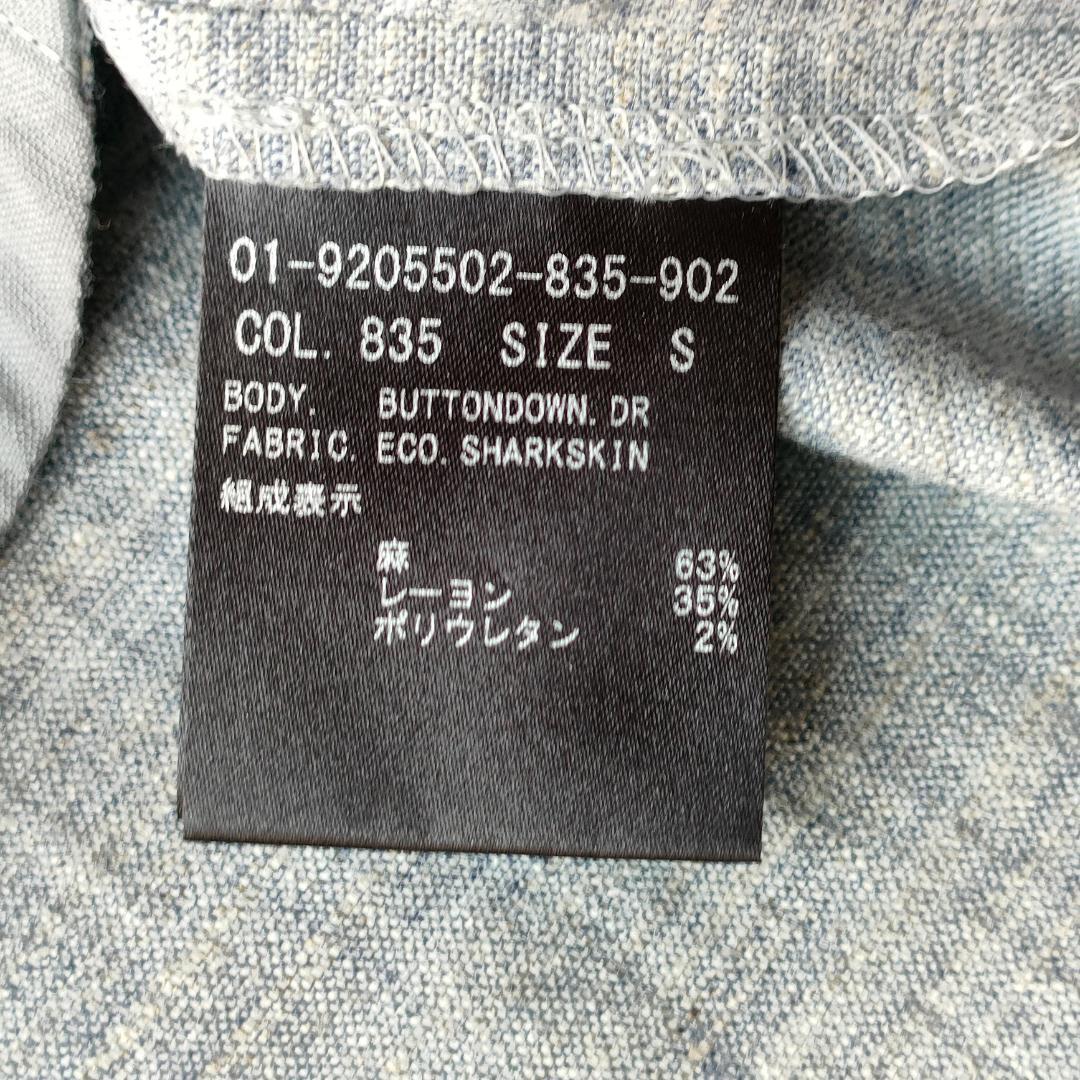 01-9205502-835-902
COL. 835 SIZE S
BODY. BUTTONDOWN. DR
FABRIC. ECO. SHARKSKIN
組成表示
麻 63%
レーヨン 35%
ポリウレタン 2%